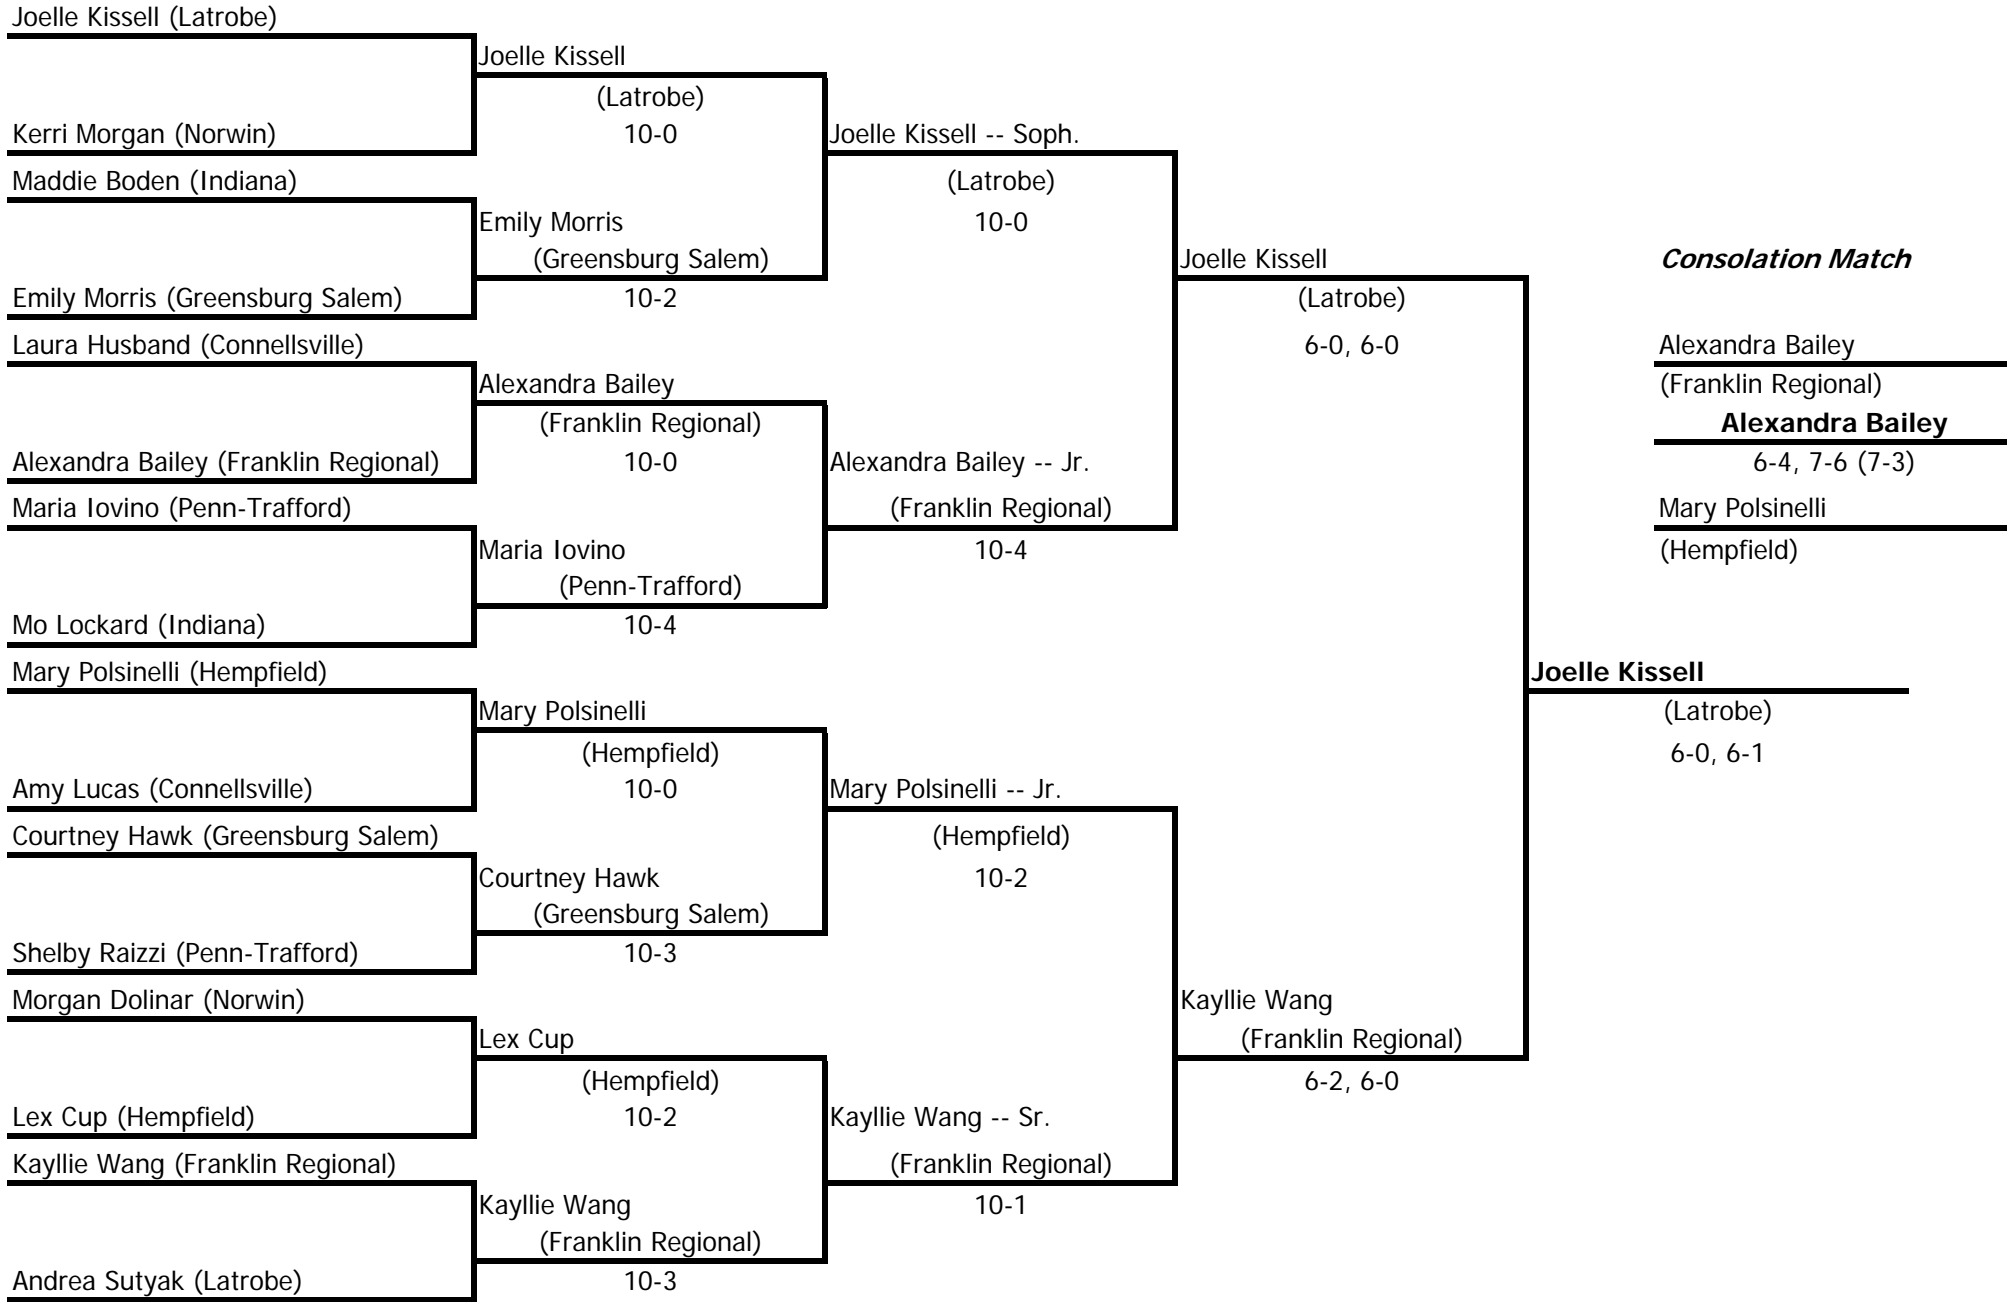 Joelle Kissell (Latrobe)
Kerri Morgan (Norwin)
Maddie Boden (Indiana)
Emily Morris (Greensburg Salem)
Laura Husband (Connellsville)
Alexandra Bailey (Franklin Regional)
Maria Iovino (Penn-Trafford)
Mo Lockard (Indiana)
Mary Polsinelli (Hempfield)
Amy Lucas (Connellsville)
Courtney Hawk (Greensburg Salem)
Shelby Raizzi (Penn-Trafford)
Morgan Dolinar (Norwin)
Lex Cup (Hempfield)
Kayllie Wang (Franklin Regional)
Andrea Sutyak (Latrobe)
Joelle Kissell
(Latrobe)
10-0
Emily Morris
(Greensburg Salem)
10-2
Alexandra Bailey
(Franklin Regional)
10-0
Maria Iovino
(Penn-Trafford)
10-4
Mary Polsinelli
(Hempfield)
10-0
Courtney Hawk
(Greensburg Salem)
10-3
Lex Cup
(Hempfield)
10-2
Kayllie Wang
(Franklin Regional)
10-3
Joelle Kissell -- Soph.
(Latrobe)
10-0
Alexandra Bailey -- Jr.
(Franklin Regional)
10-4
Mary Polsinelli -- Jr.
(Hempfield)
10-2
Kayllie Wang -- Sr.
(Franklin Regional)
10-1
Joelle Kissell
(Latrobe)
6-0, 6-0
Kayllie Wang
(Franklin Regional)
6-2, 6-0
Joelle Kissell
(Latrobe)
6-0, 6-1
Consolation Match
Alexandra Bailey
(Franklin Regional)
Alexandra Bailey
6-4, 7-6 (7-3)
Mary Polsinelli
(Hempfield)